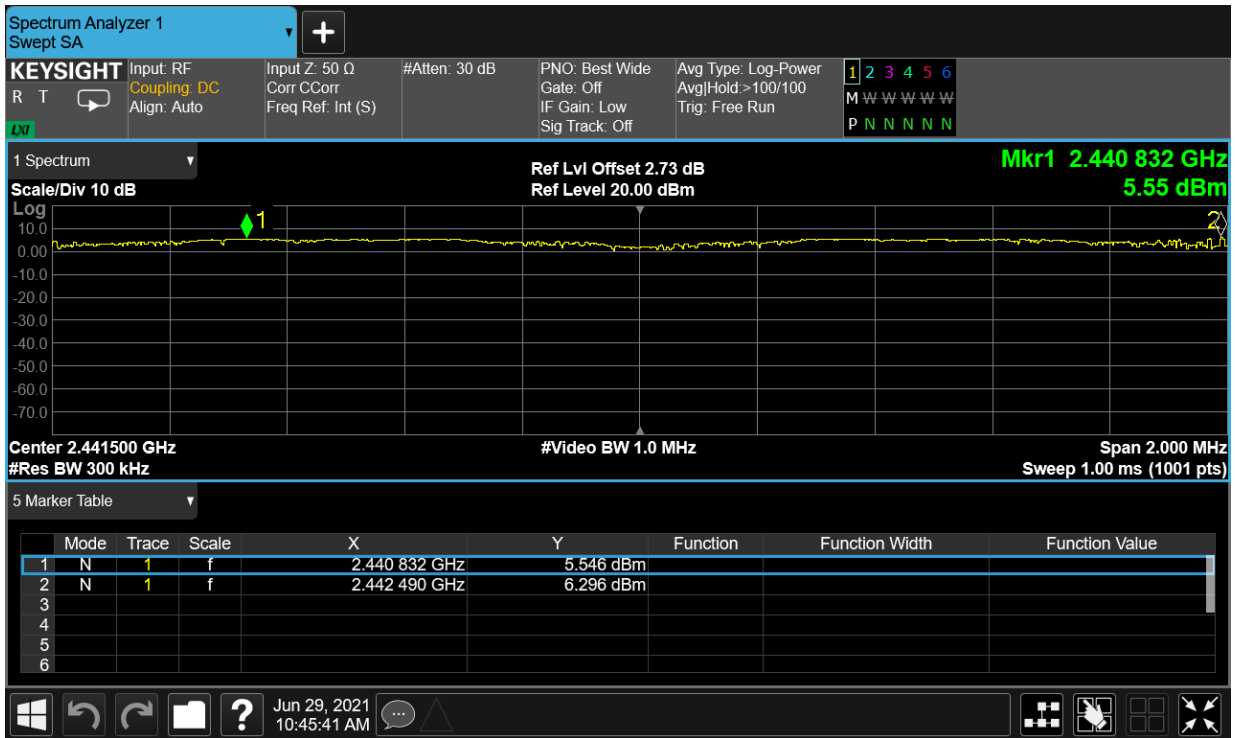 Spectrum Analyzer 1
Swept SA
+
KEYSIGHT Input: RF Input Z: 50 Ω #Atten: 30 dB PNO: Best Wide Avg Type: Log-Power 1 2 3 4 5 6
R T Coupling: DC Corr CCorr Gate: Off Avg|Hold:>100/100 M W W W W W
Align: Auto Freq Ref: Int (S) IF Gain: Low Trig: Free Run P N N N N N
LXI Sig Track: Off
1 Spectrum Ref Lvl Offset 2.73 dB Mkr1 2.440 832 GHz
Scale/Div 10 dB Ref Level 20.00 dBm 5.55 dBm
Log
1 2
10.0
0.00
-10.0
-20.0
-30.0
-40.0
-50.0
-60.0
-70.0
Center 2.441500 GHz #Video BW 1.0 MHz Span 2.000 MHz
#Res BW 300 kHz Sweep 1.00 ms (1001 pts)
5 Marker Table
Mode Trace Scale X Y Function Function Width Function Value
1 N 1 f 2.440 832 GHz 5.546 dBm
2 N 1 f 2.442 490 GHz 6.296 dBm
3
4
5
6
? Jun 29, 2021
10:45:41 AM